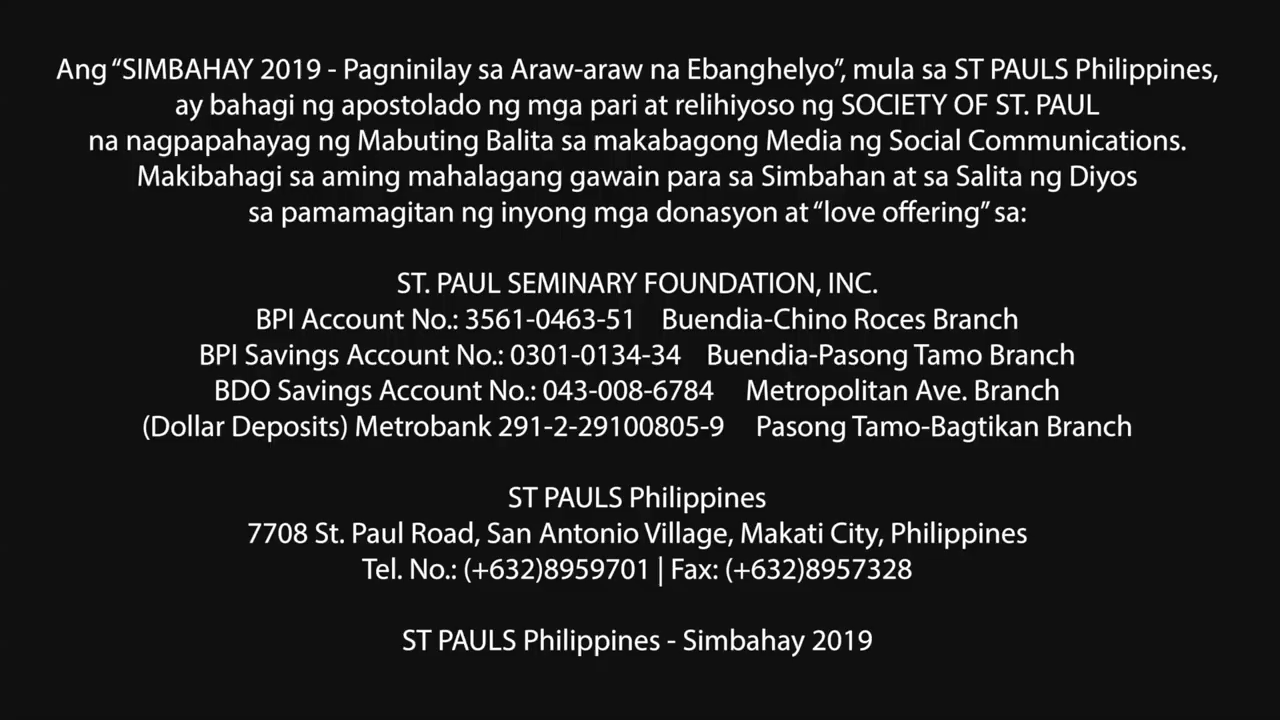 Ang “SIMBAHAY 2019 - Pagninilay sa Araw-araw na Ebanghelyo”, mula sa ST PAULS Philippines,
ay bahagi ng apostolado ng mga pari at relihiyoso ng SOCIETY OF ST. PAUL
na nagpapahayag ng Mabuting Balita sa makabagong Media ng Social Communications.
Makibahagi sa aming mahalagang gawain para sa Simbahan at sa Salita ng Diyos
sa pamamagitan ng inyong mga donasyon at “love offering” sa:
ST. PAUL SEMINARY FOUNDATION, INC.
BPI Account No.: 3561-0463-51 Buendia-Chino Roces Branch
BPI Savings Account No.: 0301-0134-34 Buendia-Pasong Tamo Branch
BDO Savings Account No.: 043-008-6784 Metropolitan Ave. Branch
(Dollar Deposits) Metrobank 291-2-29100805-9 Pasong Tamo-Bagtikan Branch
ST PAULS Philippines
7708 St. Paul Road, San Antonio Village, Makati City, Philippines
Tel. No.: (+632)8959701 | Fax: (+632)8957328
ST PAULS Philippines - Simbahay 2019